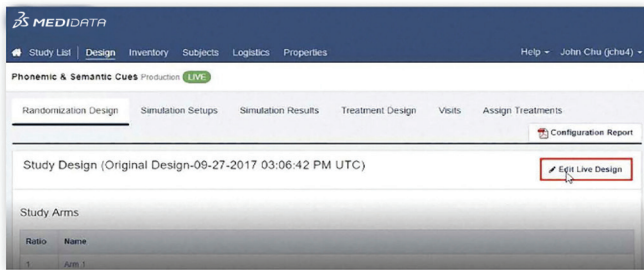 MEDIDATA
Study List Design Inventory Subjects Logistics Properties Help John Chu (jchu4)
Phonemic & Semantic Cues Production LIVE
Randomization Design Simulation Setups Simulation Results Treatment Design Visits Assign Treatments
Configuration Report
Study Design (Original Design-09-27-2017 03:06:42 PM UTC) Edit Live Design
Study Arms
Ratio Name
1 Arm 1